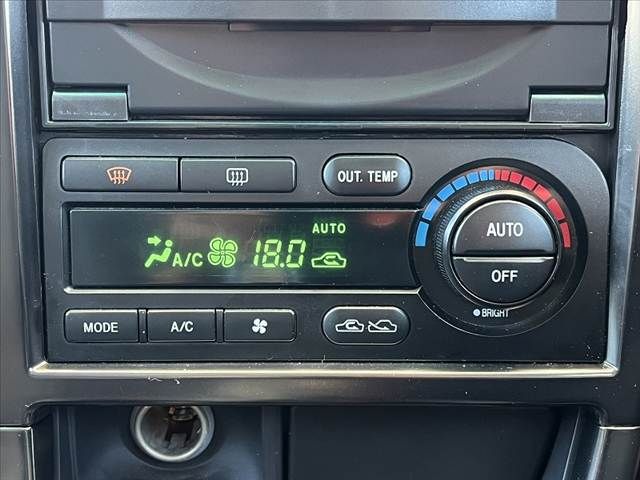 OUT. TEMP
AUTO
A/C 18.0
AUTO
OFF
MODE A/C
BRIGHT